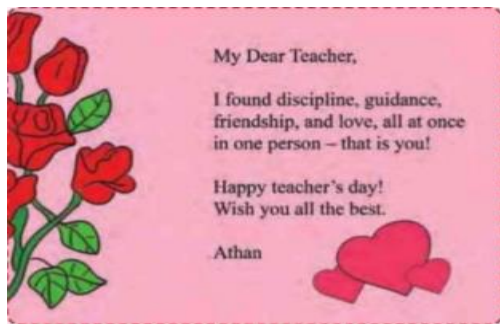 My Dear Teacher,
I found discipline, guidance,
friendship, and love, all at once
in one person – that is you!
Happy teacher's day!
Wish you all the best.
Athan